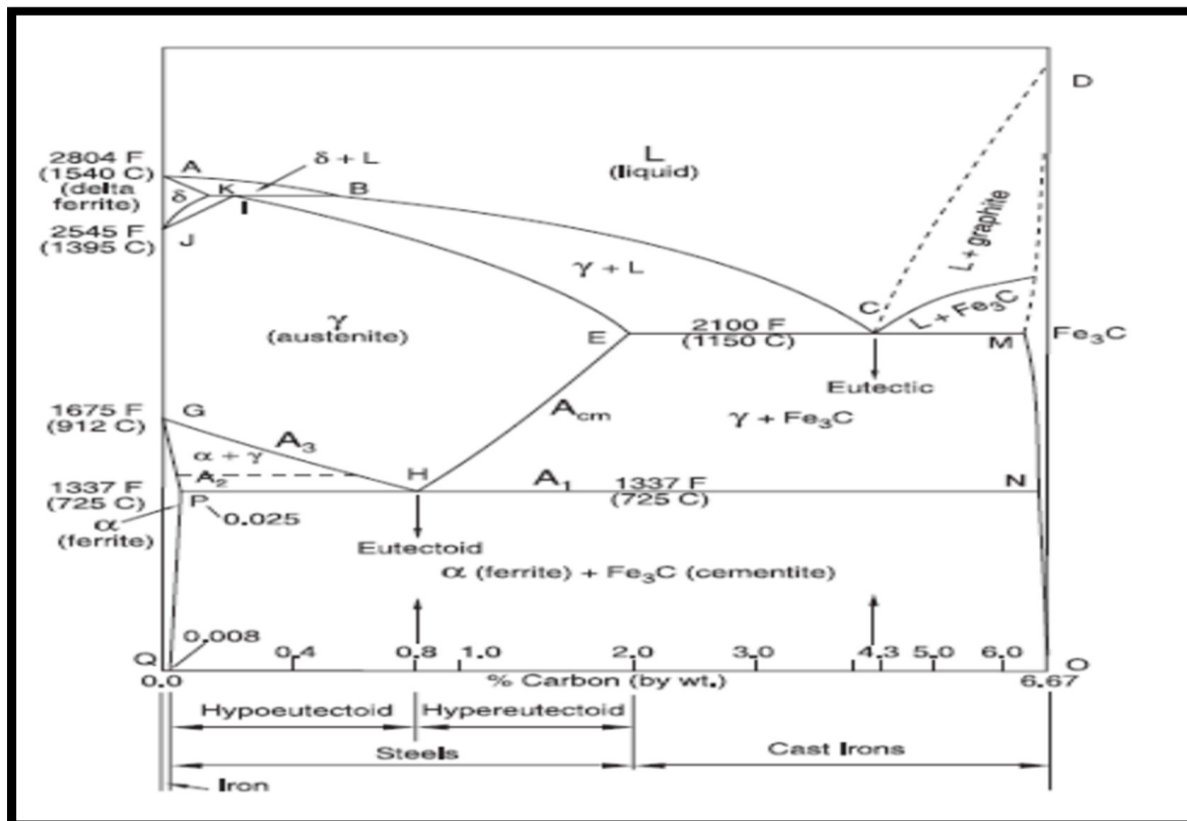 D
2804 F
(1540 C)
(delta
ferrite)
A
δ + L
L
(liquid)
δ
K
B
I
2545 F
(1395 C)
J
L + graphite
γ + L
C
L + Fe₃C
γ
(austenite)
E
2100 F
(1150 C)
M
Fe₃C
Eutectic
1675 F
(912 C)
G
A₃
Acm
γ + Fe₃C
α + γ
A₂
H
A₁
1337 F
(725 C)
N
1337 F
(725 C)
P
0.025
α
(ferrite)
Eutectoid
α (ferrite) + Fe₃C (cementite)
0.008
Q
0.4
0.8
1.0
2.0
3.0
4.3
5.0
6.0
O
0.0
% Carbon (by wt.)
6.67
Hypoeutectoid
Hypereutectoid
Steels
Cast Irons
Iron